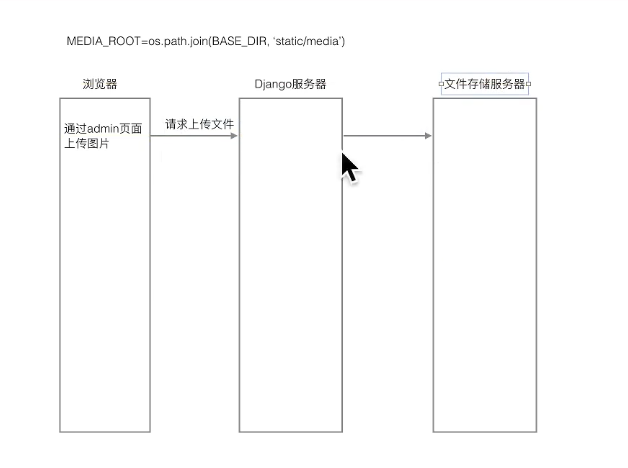 MEDIA_ROOT=os.path.join(BASE_DIR, ‘static/media’)
浏览器
Django服务器
文件存储服务器
通过admin页面
上传图片
请求上传文件